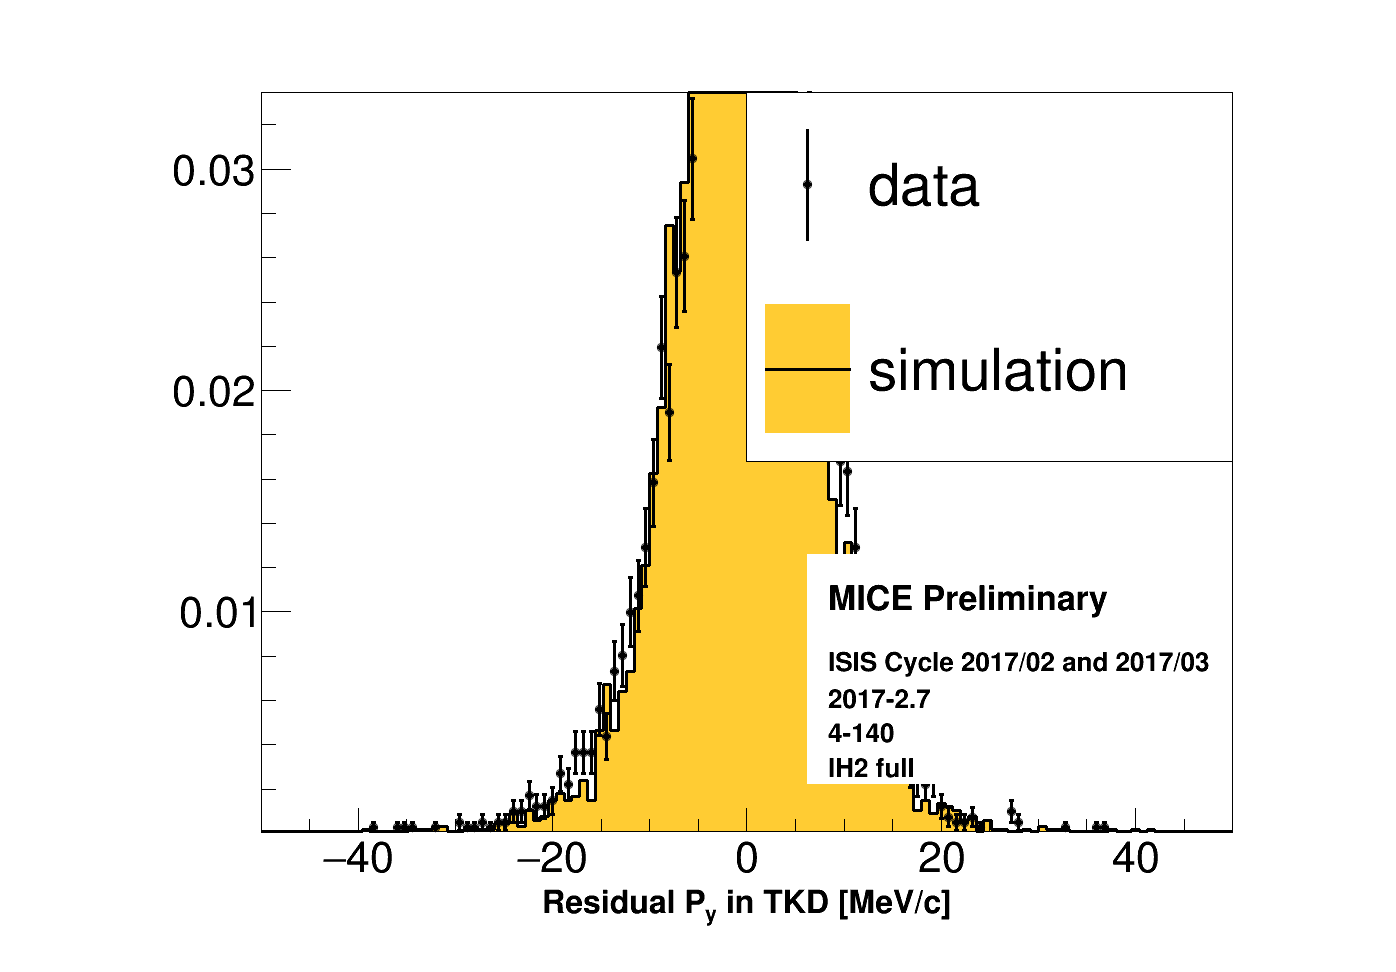 0.03
0.02
0.01
data
simulation
MICE Preliminary
ISIS Cycle 2017/02 and 2017/03
2017-2.7
4-140
IH2 full
−40 −20 0 20 40
Residual Py in TKD [MeV/c]